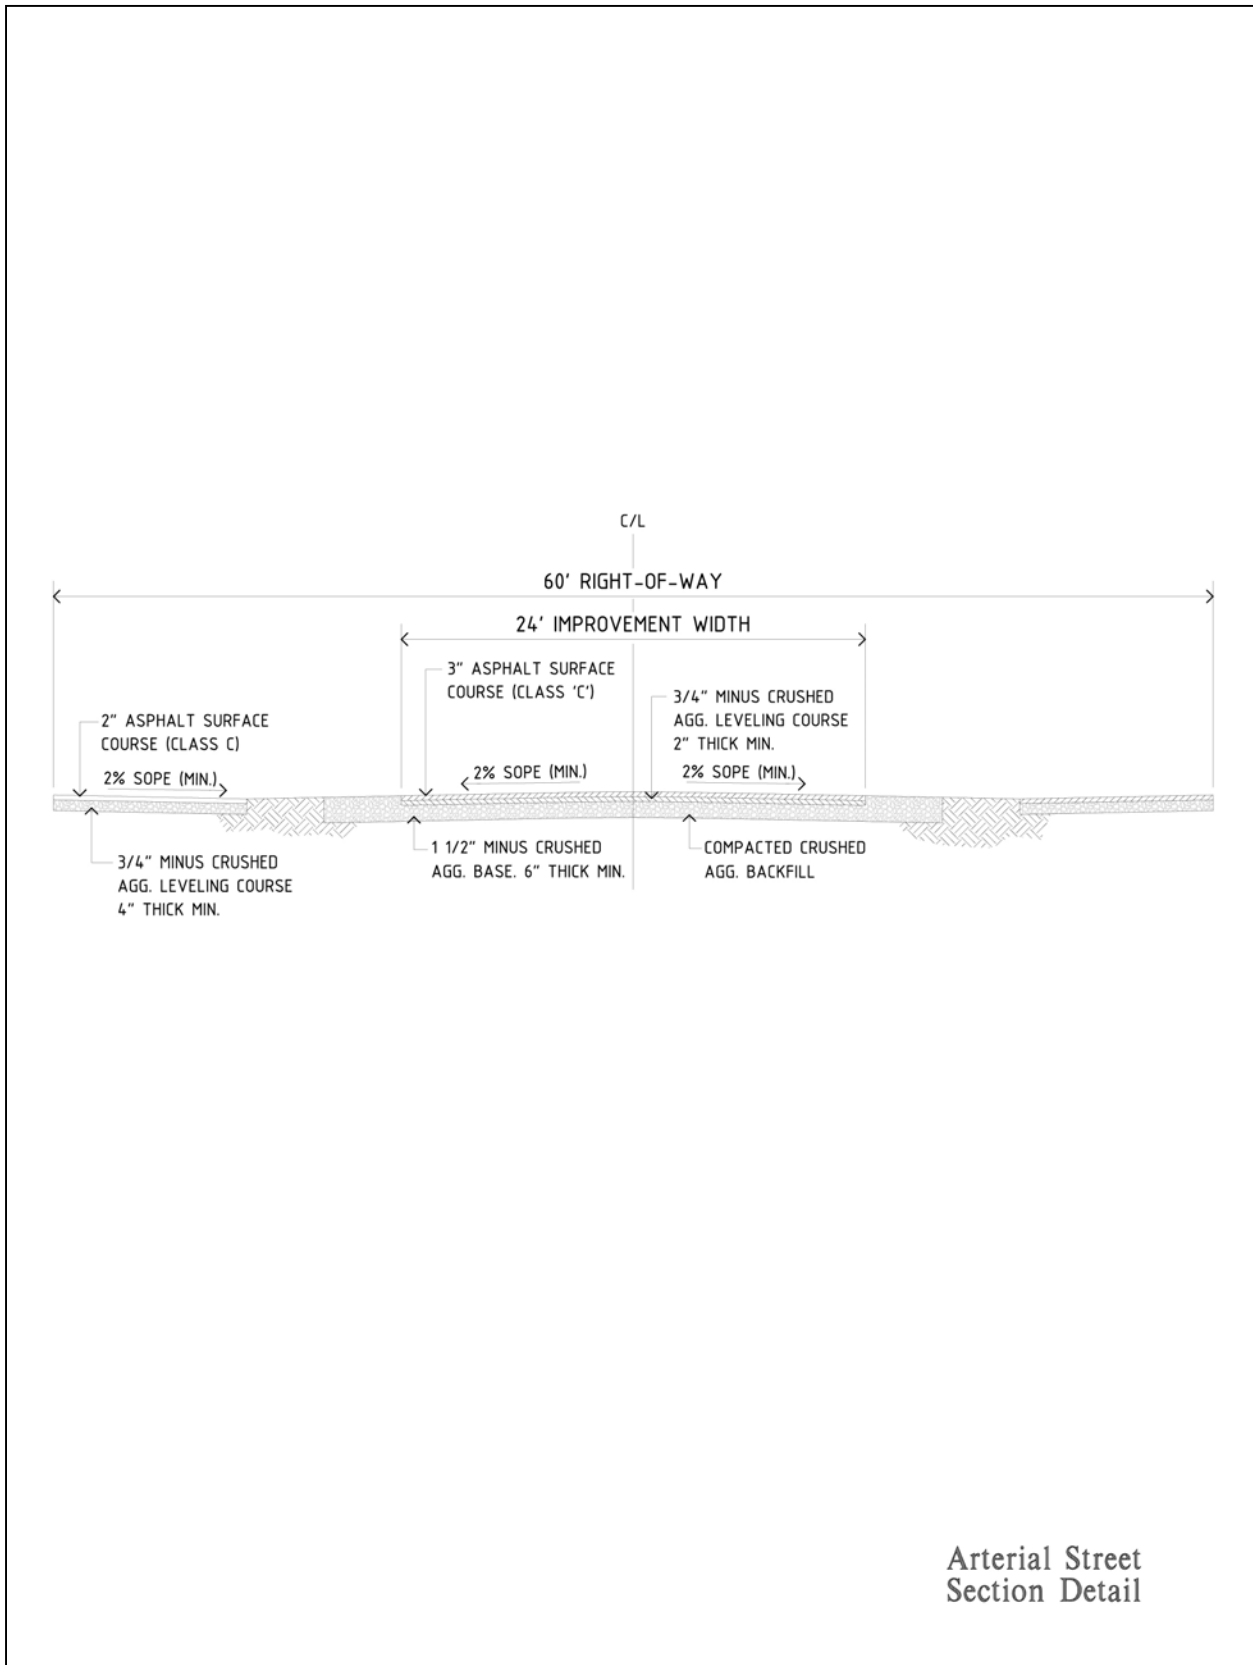 C/L
60' RIGHT-OF-WAY
24' IMPROVEMENT WIDTH
3" ASPHALT SURFACE
COURSE (CLASS 'C')
3/4" MINUS CRUSHED
AGG. LEVELING COURSE
2" THICK MIN.
2" ASPHALT SURFACE
COURSE (CLASS C)
2% SOPE (MIN.)
2% SOPE (MIN.)
2% SOPE (MIN.)
1 1/2" MINUS CRUSHED
AGG. BASE. 6" THICK MIN.
COMPACTED CRUSHED
AGG. BACKFILL
3/4" MINUS CRUSHED
AGG. LEVELING COURSE
4" THICK MIN.
Arterial Street
Section Detail